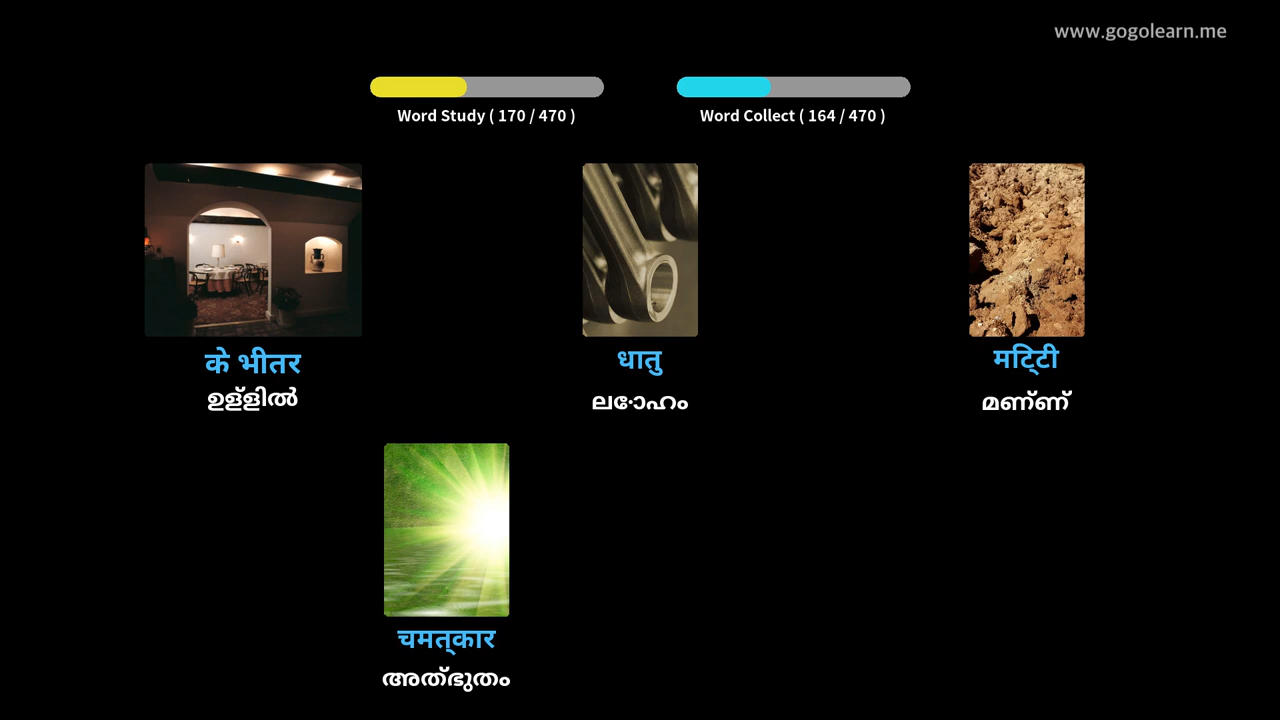 www.gogolearn.me
Word Study ( 170 / 470 )
Word Collect ( 164 / 470 )
के भीतर
ഉള്ളിൽ
धातु
ലോഹം
मिट्टी
മണ്ണ്
चमत्कार
അത്ഭുതം